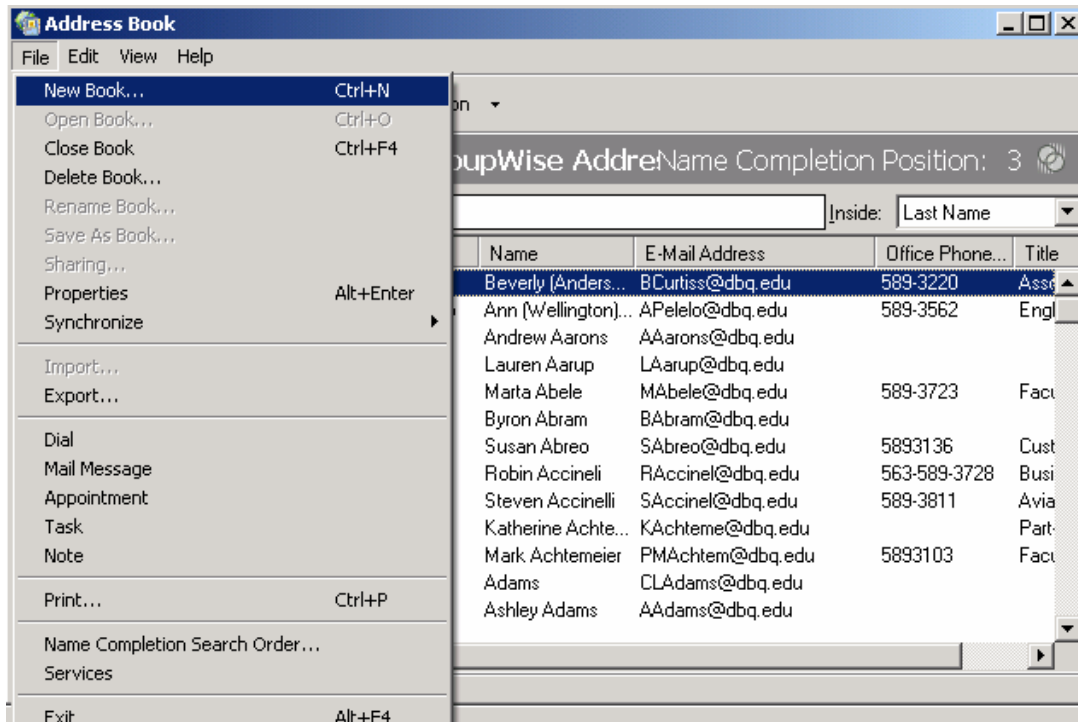 Address Book
File Edit View Help
New Book... Ctrl+N
Open Book... Ctrl+O
Close Book Ctrl+F4
Delete Book...
Rename Book...
Save As Book...
Sharing...
Properties Alt+Enter
Synchronize
Import...
Export...
Dial
Mail Message
Appointment
Task
Note
Print... Ctrl+P
Name Completion Search Order...
Services
Exit Alt+F4
on
oupWise AddreName Completion Position: 3
Inside: Last Name
Name E-Mail Address Office Phone... Title
Beverly (Anders... BCurtiss@dbq.edu 589-3220 Asso
Ann (Wellington)... APelelo@dbq.edu 589-3562 Engl
Andrew Aarons AAarons@dbq.edu
Lauren Aarup LAarup@dbq.edu
Marta Abele MAbele@dbq.edu 589-3723 Facu
Byron Abram BAbram@dbq.edu
Susan Abreo SAbreo@dbq.edu 5893136 Cust
Robin Accineli RAccinel@dbq.edu 563-589-3728 Busi
Steven Accinelli SAccinel@dbq.edu 589-3811 Avia
Katherine Achte... KAchteme@dbq.edu Part-
Mark Achtemeier PMAchtem@dbq.edu 5893103 Facu
Adams CLAdams@dbq.edu
Ashley Adams AAdams@dbq.edu